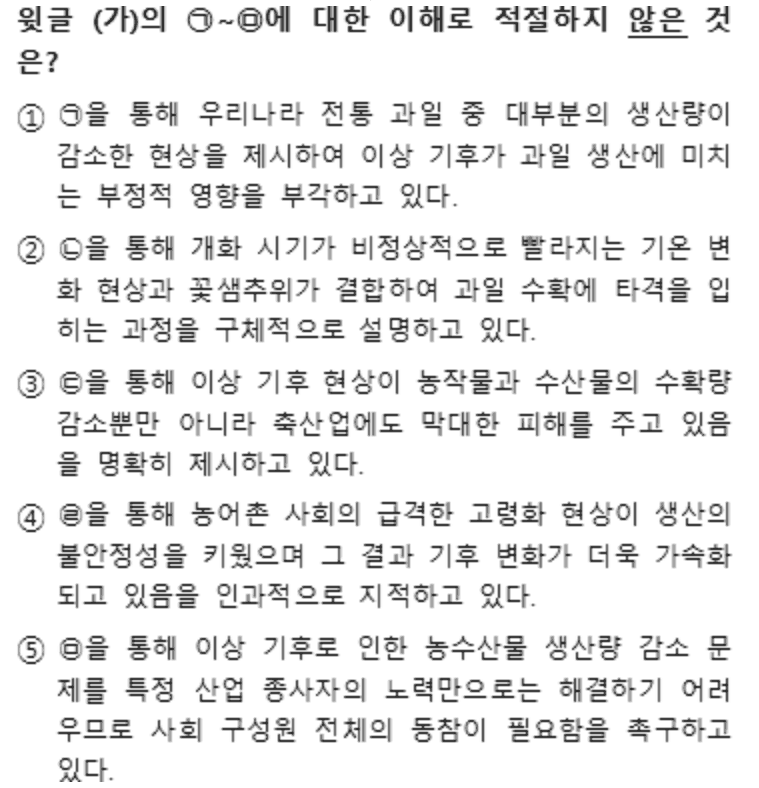 윗글 (가)의 ㉠~㉤에 대한 이해로 적절하지 않은 것
은?
① ㉠을 통해 우리나라 전통 과일 중 대부분의 생산량이
감소한 현상을 제시하여 이상 기후가 과일 생산에 미치
는 부정적 영향을 부각하고 있다.
② ㉡을 통해 개화 시기가 비정상적으로 빨라지는 기온 변
화 현상과 꽃샘추위가 결합하여 과일 수확에 타격을 입
히는 과정을 구체적으로 설명하고 있다.
③ ㉢을 통해 이상 기후 현상이 농작물과 수산물의 수확량
감소뿐만 아니라 축산업에도 막대한 피해를 주고 있음
을 명확히 제시하고 있다.
④ ㉣을 통해 농어촌 사회의 급격한 고령화 현상이 생산의
불안정성을 키웠으며 그 결과 기후 변화가 더욱 가속화
되고 있음을 인과적으로 지적하고 있다.
⑤ ㉤을 통해 이상 기후로 인한 농수산물 생산량 감소 문
제를 특정 산업 종사자의 노력만으로는 해결하기 어려
우므로 사회 구성원 전체의 동참이 필요함을 촉구하고
있다.